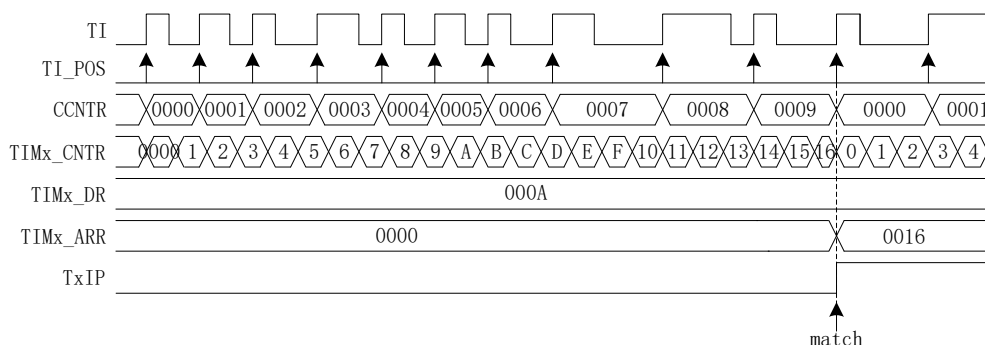 TI
TI_POS
CCNTR 0000 0001 0002 0003 0004 0005 0006 0007 0008 0009 0000 0001
TIMx_CNTR 0000 1 2 3 4 5 6 7 8 9 A B C D E F 10 11 12 13 14 15 16 0 1 2 3 4
TIMx_DR 000A
TIMx_ARR 0000 0016
TxIP
match